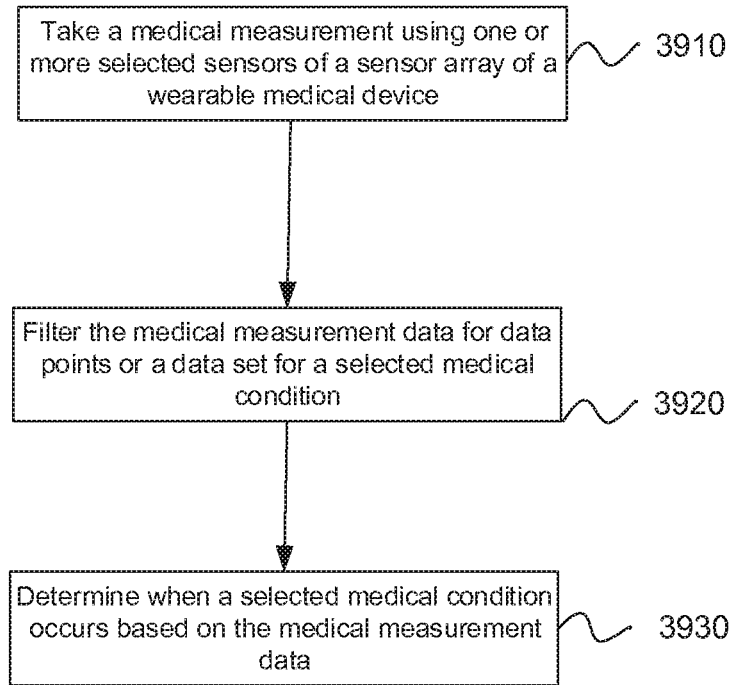 Take a medical measurement using one or
more selected sensors of a sensor array of a
wearable medical device
3910
Filter the medical measurement data for data
points or a data set for a selected medical
condition
3920
Determine when a selected medical condition
occurs based on the medical measurement
data
3930